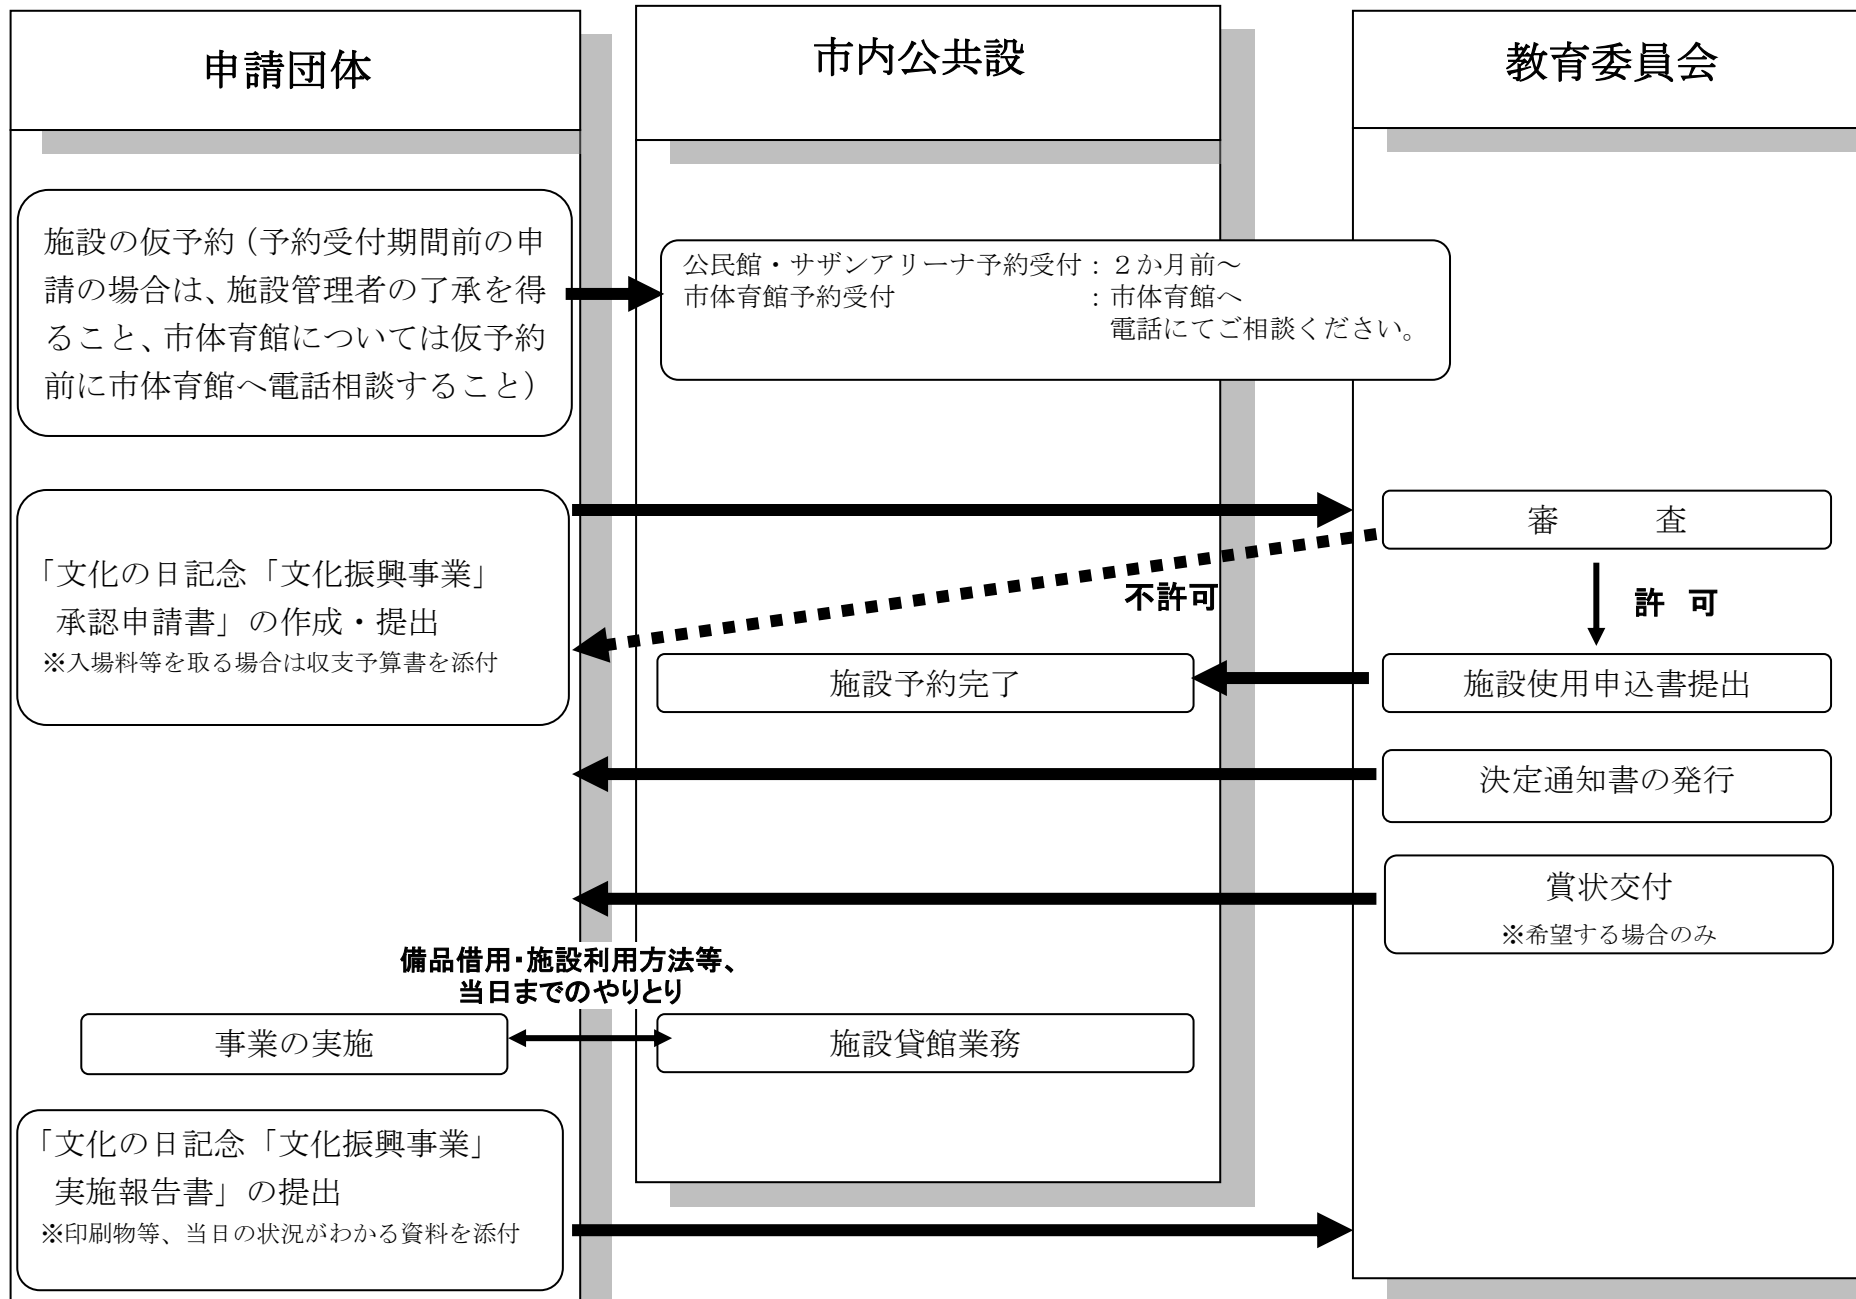 申請団体
市内公共設
教育委員会
施設の仮予約（予約受付期間前の申
請の場合は、施設管理者の了承を得
ること、市体育館については仮予約
前に市体育館へ電話相談すること）
公民館・サザンアリーナ予約受付：２か月前～
市体育館予約受付　　　　　　　：市体育館へ
電話にてご相談ください。
「文化の日記念「文化振興事業」
承認申請書」の作成・提出
※入場料等を取る場合は収支予算書を添付
審　　査
不許可
許 可
施設予約完了
施設使用申込書提出
決定通知書の発行
賞状交付
※希望する場合のみ
備品借用・施設利用方法等、
当日までのやりとり
事業の実施
施設貸館業務
「文化の日記念「文化振興事業」
実施報告書」の提出
※印刷物等、当日の状況がわかる資料を添付